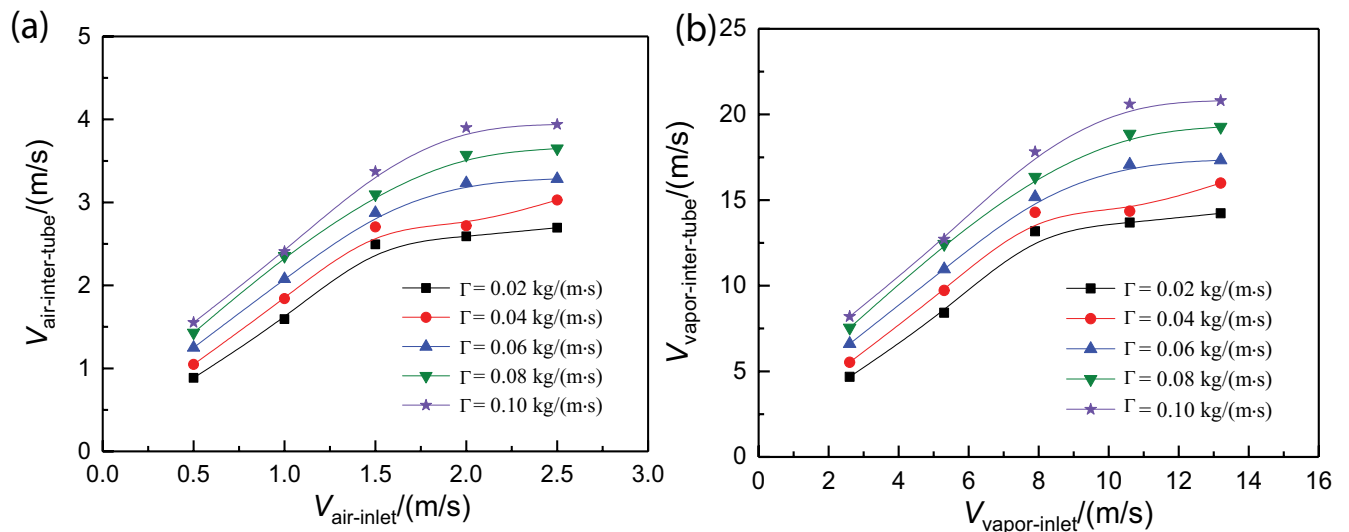 (a)
V_air-inter-tube/(m/s)
5
4
3
2
1
0
0.0 0.5 1.0 1.5 2.0 2.5 3.0
V_air-inlet/(m/s)
Γ = 0.02 kg/(m·s)
Γ = 0.04 kg/(m·s)
Γ = 0.06 kg/(m·s)
Γ = 0.08 kg/(m·s)
Γ = 0.10 kg/(m·s)
(b)
V_vapor-inter-tube/(m/s)
25
20
15
10
5
0
0 2 4 6 8 10 12 14 16
V_vapor-inlet/(m/s)
Γ = 0.02 kg/(m·s)
Γ = 0.04 kg/(m·s)
Γ = 0.06 kg/(m·s)
Γ = 0.08 kg/(m·s)
Γ = 0.10 kg/(m·s)